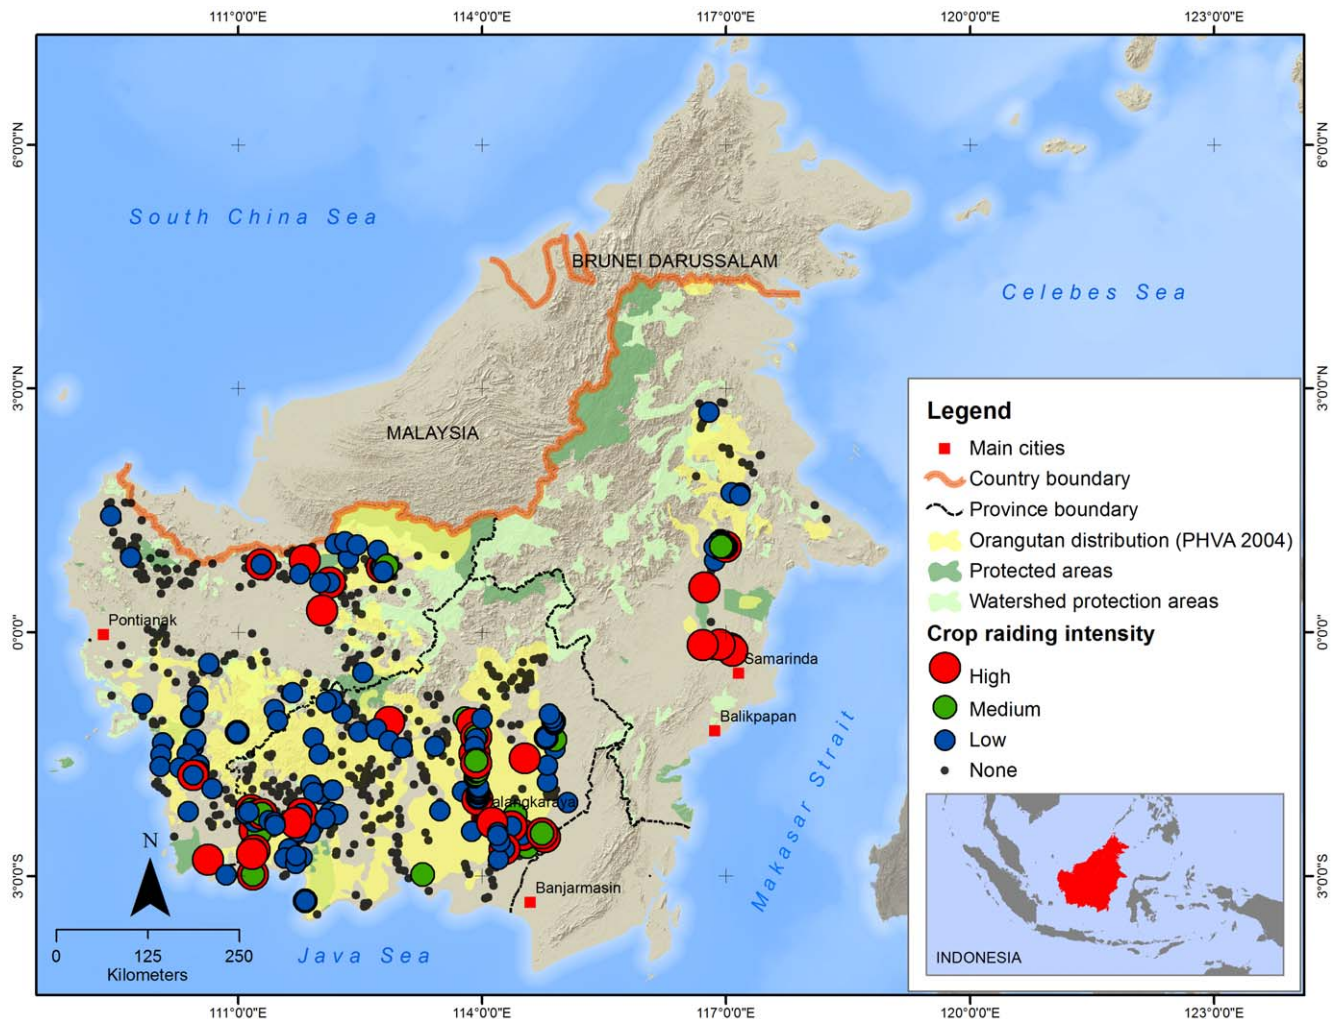 111°0'0"E 114°0'0"E 117°0'0"E 120°0'0"E 123°0'0"E
6°0'0"N 6°0'0"N
South China Sea
BRUNEI DARUSSALAM
Celebes Sea
3°0'0"N 3°0'0"N
MALAYSIA
Legend
Main cities
Country boundary
Province boundary
Orangutan distribution (PHVA 2004)
Protected areas
Watershed protection areas
Crop raiding intensity
High
Medium
Low
None
Pontianak
0°0'0" 0°0'0"
Samarinda
Balikpapan
Makasar Strait
alangkaraya
3°0'0"S 3°0'0"S
Banjarmasin
N
Java Sea
0 125 250
Kilometers
INDONESIA
111°0'0"E 114°0'0"E 117°0'0"E 120°0'0"E 123°0'0"E